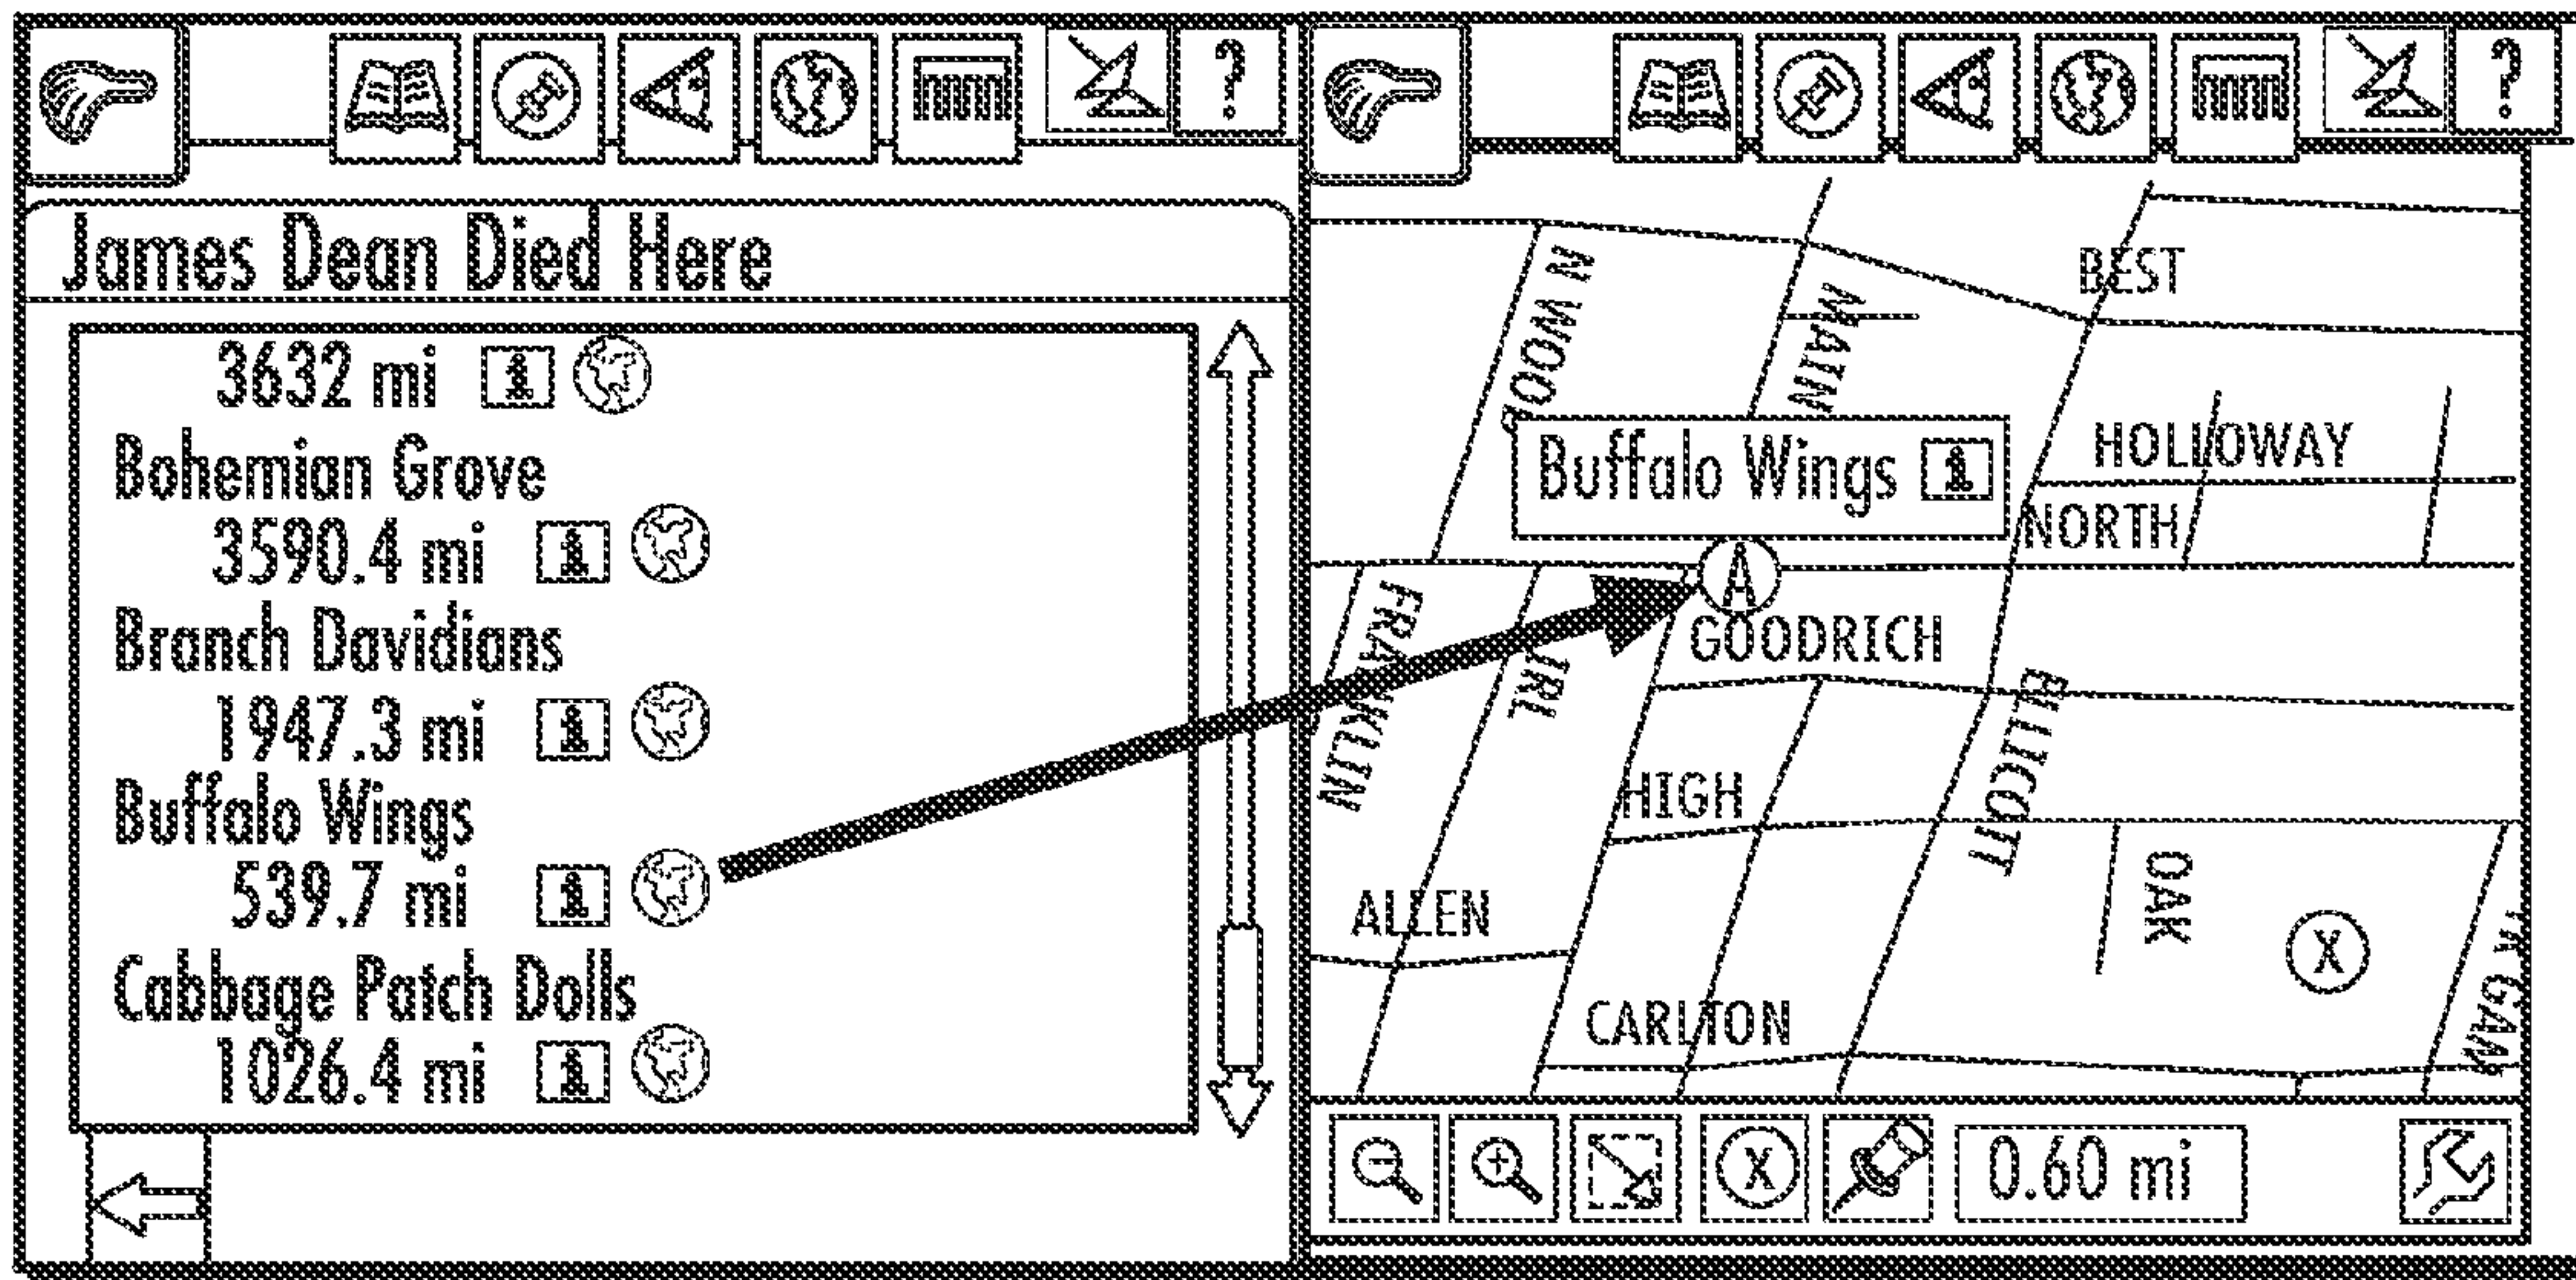 ?
James Dean Died Here
3632 mi
Bohemian Grove
3590.4 mi
Branch Davidians
1947.3 mi
Buffalo Wings
539.7 mi
Cabbage Patch Dolls
1026.4 mi
?
BEST
N WOOD
MAIN
HOLLOWAY
Buffalo Wings
NORTH
A
GOODRICH
FRANKLIN
ELLICOTT
HIGH
OAK
ALLEN
X
CARLTON
X
0.60 mi